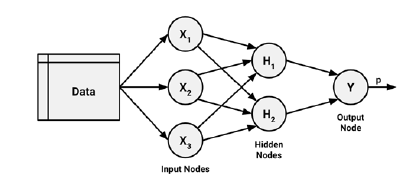 Data
X1
X2
X3
H1
H2
Y
p
Input Nodes
Hidden
Nodes
Output
Node